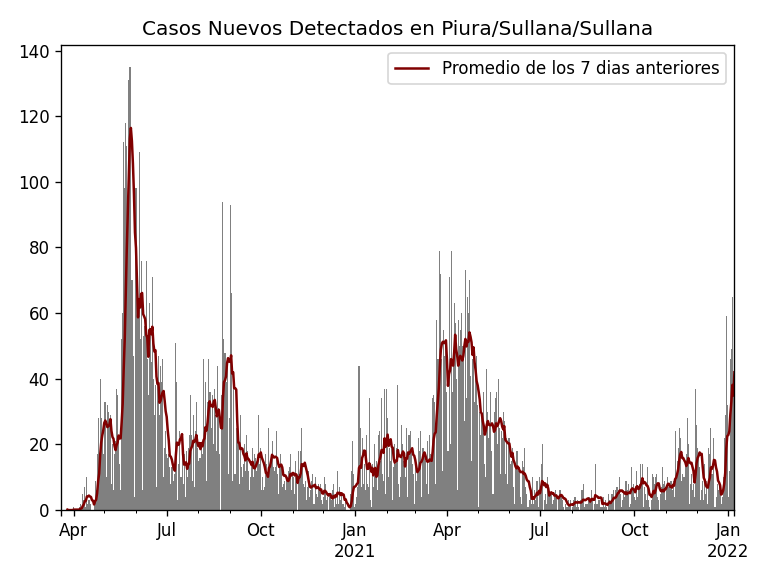 Casos Nuevos Detectados en Piura/Sullana/Sullana
Promedio de los 7 dias anteriores
140
120
100
80
60
40
20
0
Apr
Jul
Oct
Jan
2021
Apr
Jul
Oct
Jan
2022